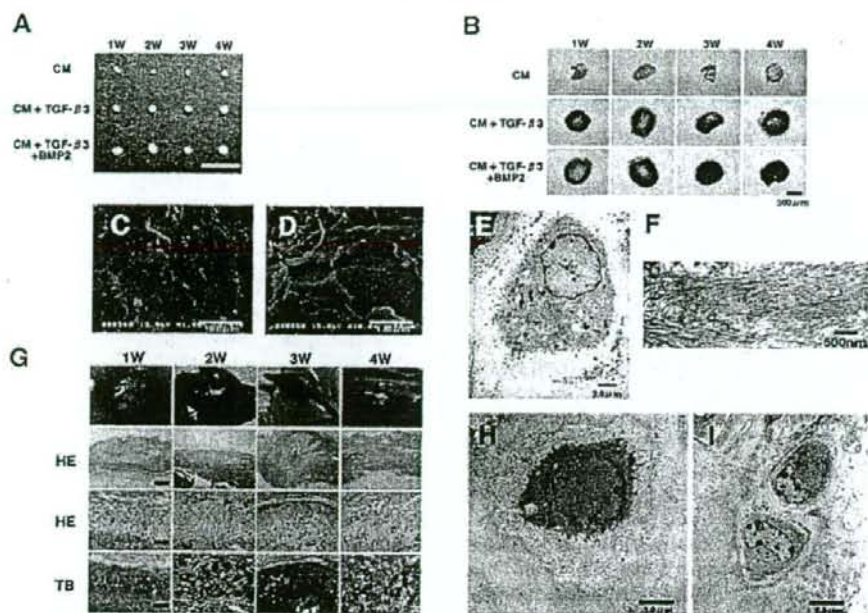 A
1W 2W 3W 4W
CM
CM + TGF-β3
CM + TGF-β3
+BMP2
B
1W 2W 3W 4W
CM
CM + TGF-β3
CM + TGF-β3
+BMP2
500μm
C
D
E
F
500nm
G
1W 2W 3W 4W
HE
HE
TB
H
I